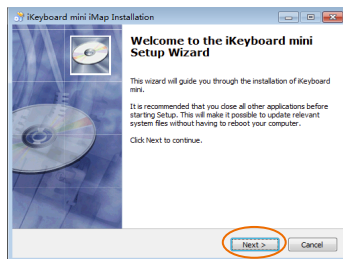 iKeyboard mini iMap Installation
Welcome to the iKeyboard mini
Setup Wizard
This wizard will guide you through the installation of iKeyboard
mini.
It is recommended that you close all other applications before
starting Setup. This will make it possible to update relevant
system files without having to reboot your computer.
Click Next to continue.
Next >
Cancel